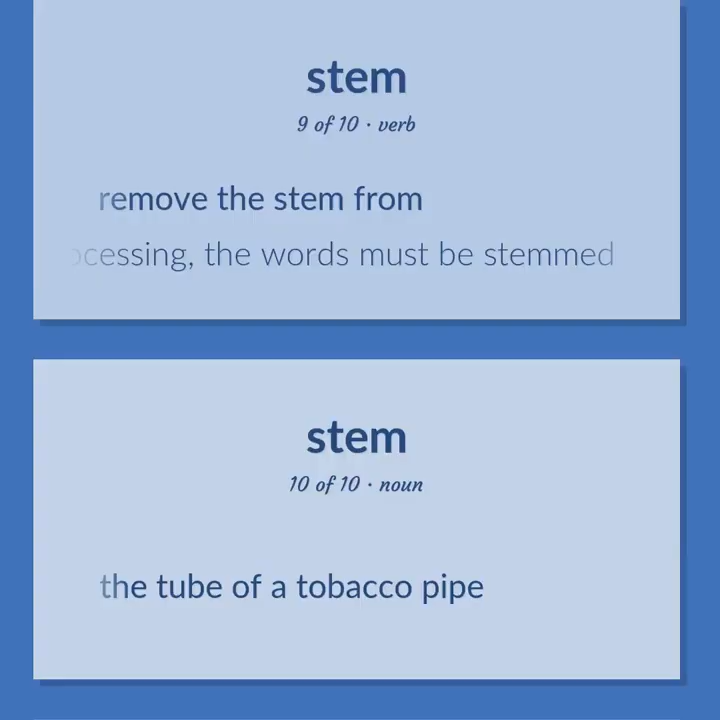 stem
9 of 10 · verb
remove the stem from
the words must be stemmed
stem
10 of 10 · noun
the tube of a tobacco pipe